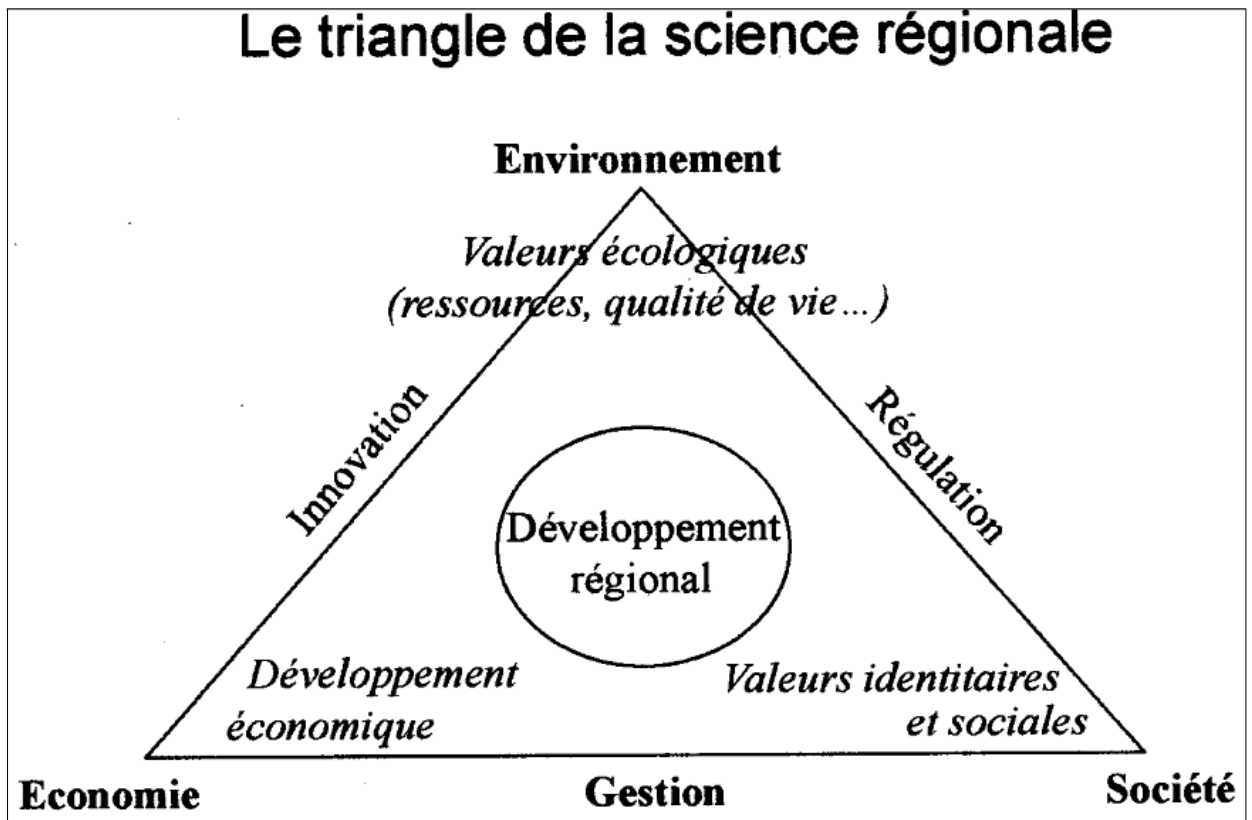 Le triangle de la science régionale
Environnement
Valeurs écologiques
(ressources, qualité de vie...)
Innovation
Régulation
Développement
régional
Développement
économique
Valeurs identitaires
et sociales
Economie
Gestion
Société